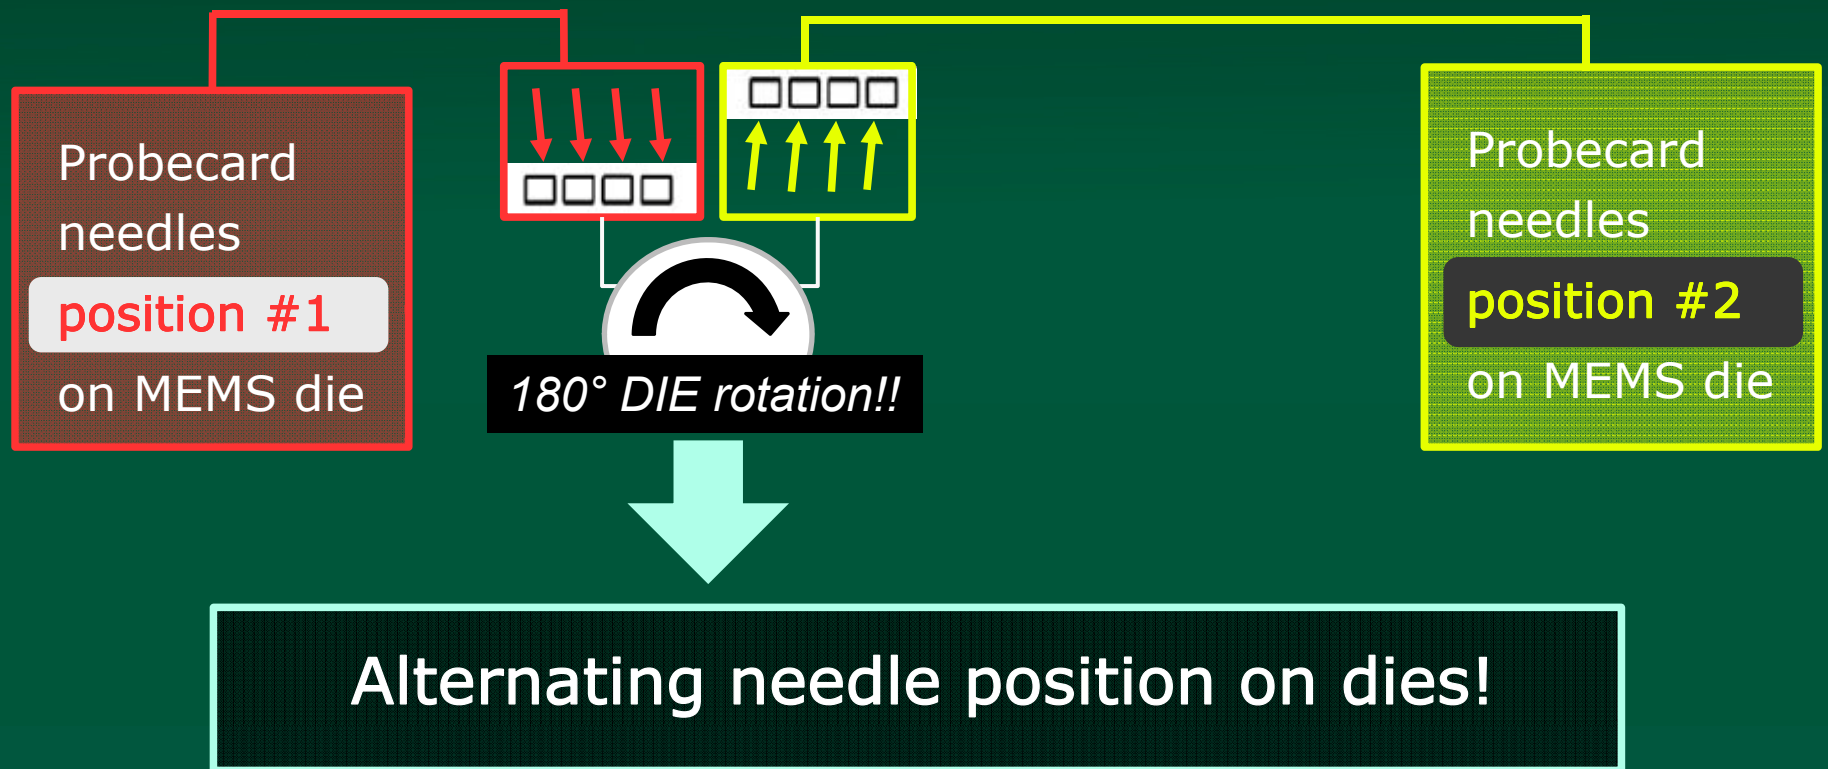 Probecard
needles
position #1
on MEMS die
180° DIE rotation!!
Probecard
needles
position #2
on MEMS die
Alternating needle position on dies!